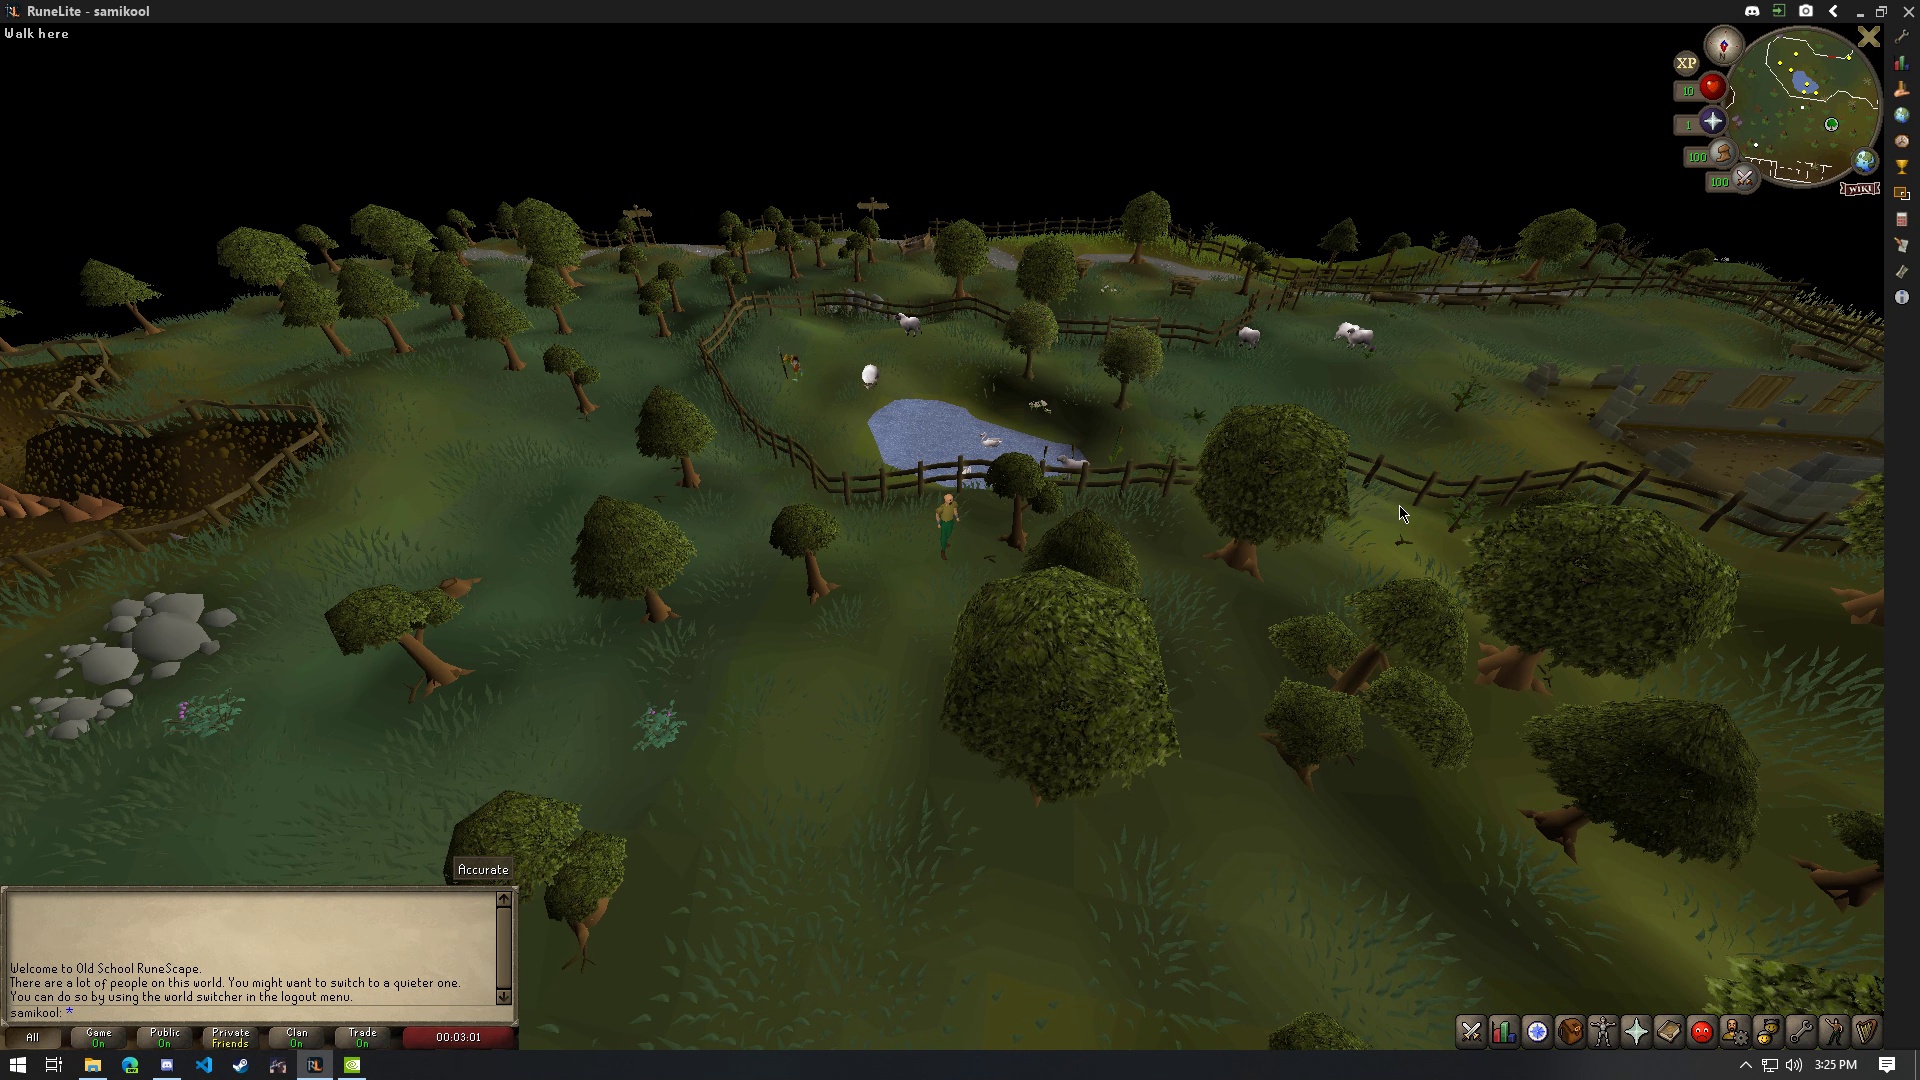 RuneLite - samikool
Walk here
XP
N
10
1
100
100
WIKI
Accurate
Welcome to Old School RuneScape.
There are a lot of people on this world. You might want to switch to a quieter one.
You can do so by using the world switcher in the logout menu.
samikool: *
All
Game
On
Public
On
Private
Friends
Clan
On
Trade
On
00:03:01
3:25 PM